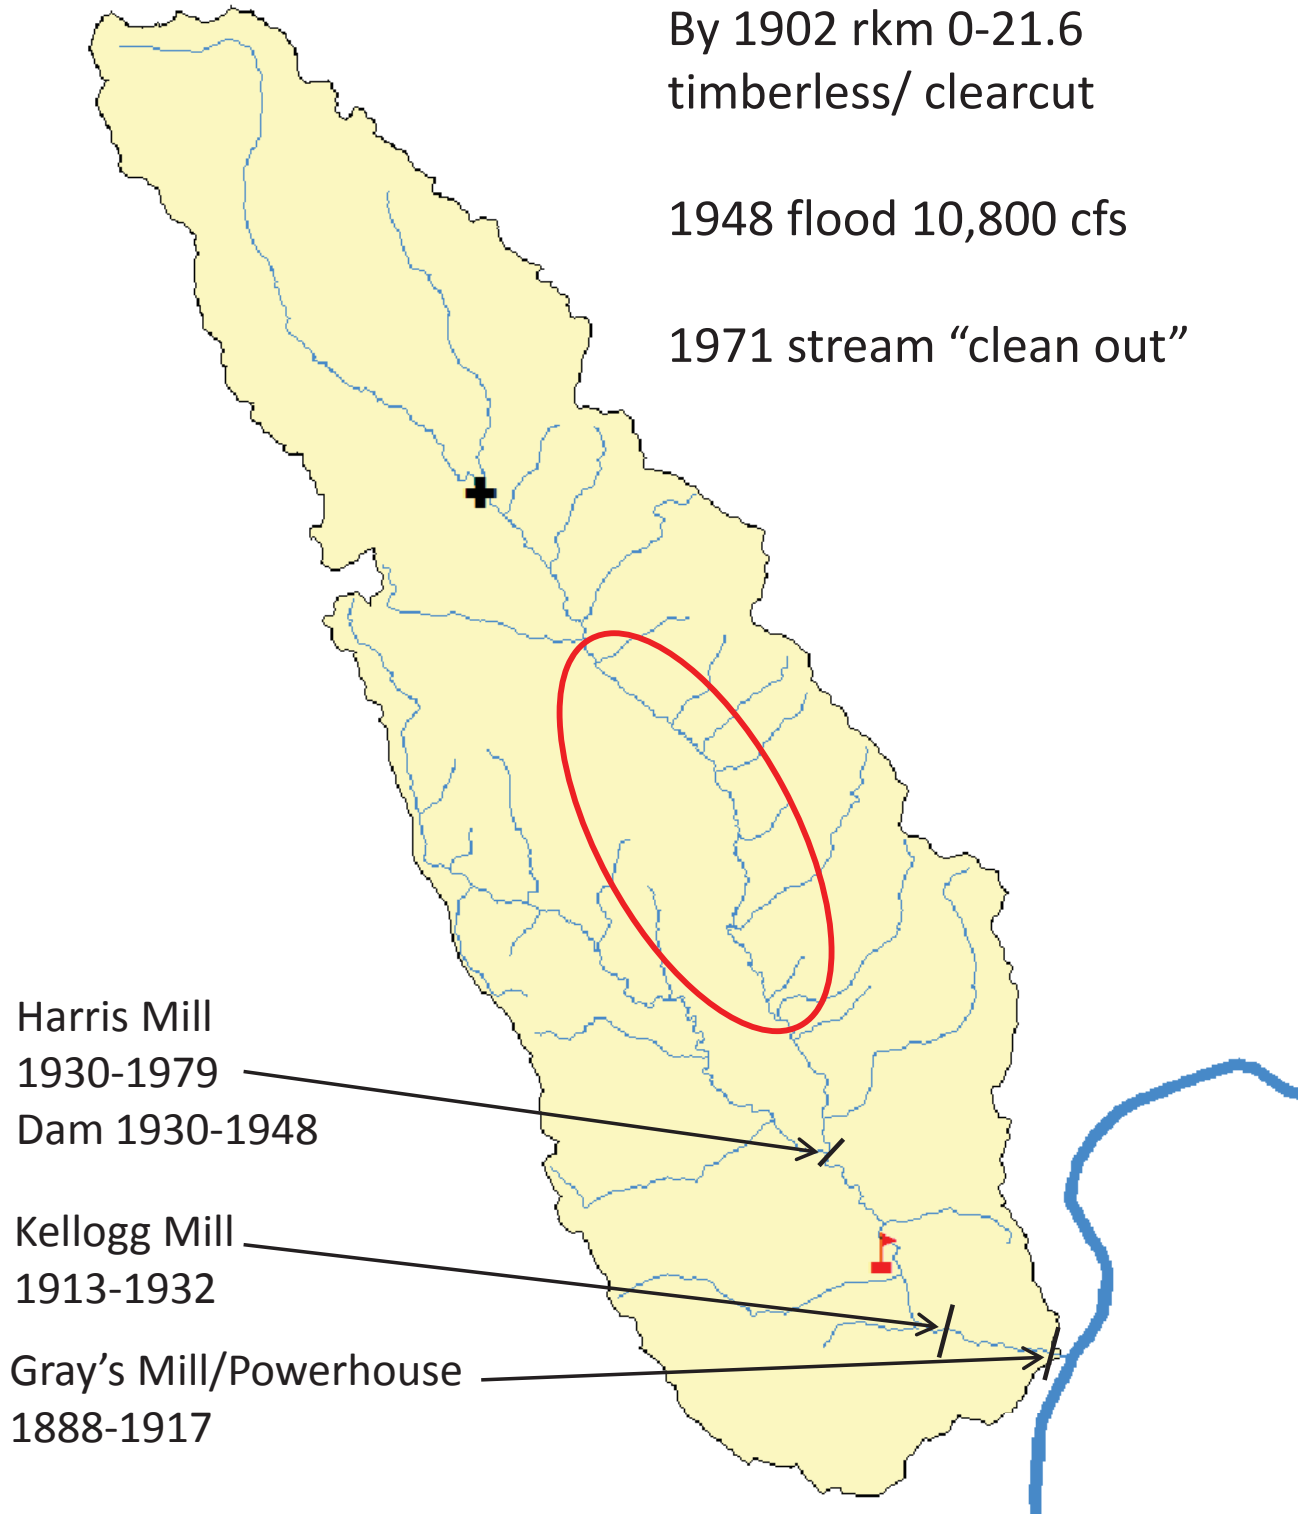 By 1902 rkm 0-21.6
timberless/ clearcut
1948 flood 10,800 cfs
1971 stream “clean out”
Harris Mill
1930-1979
Dam 1930-1948
Kellogg Mill
1913-1932
Gray’s Mill/Powerhouse
1888-1917